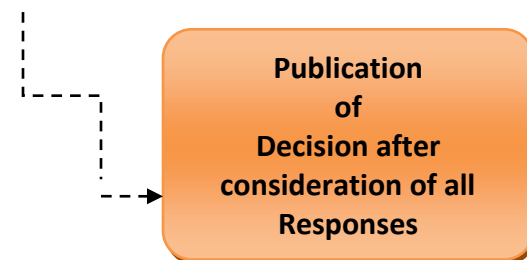 Publication
of
Decision after
consideration of all
Responses